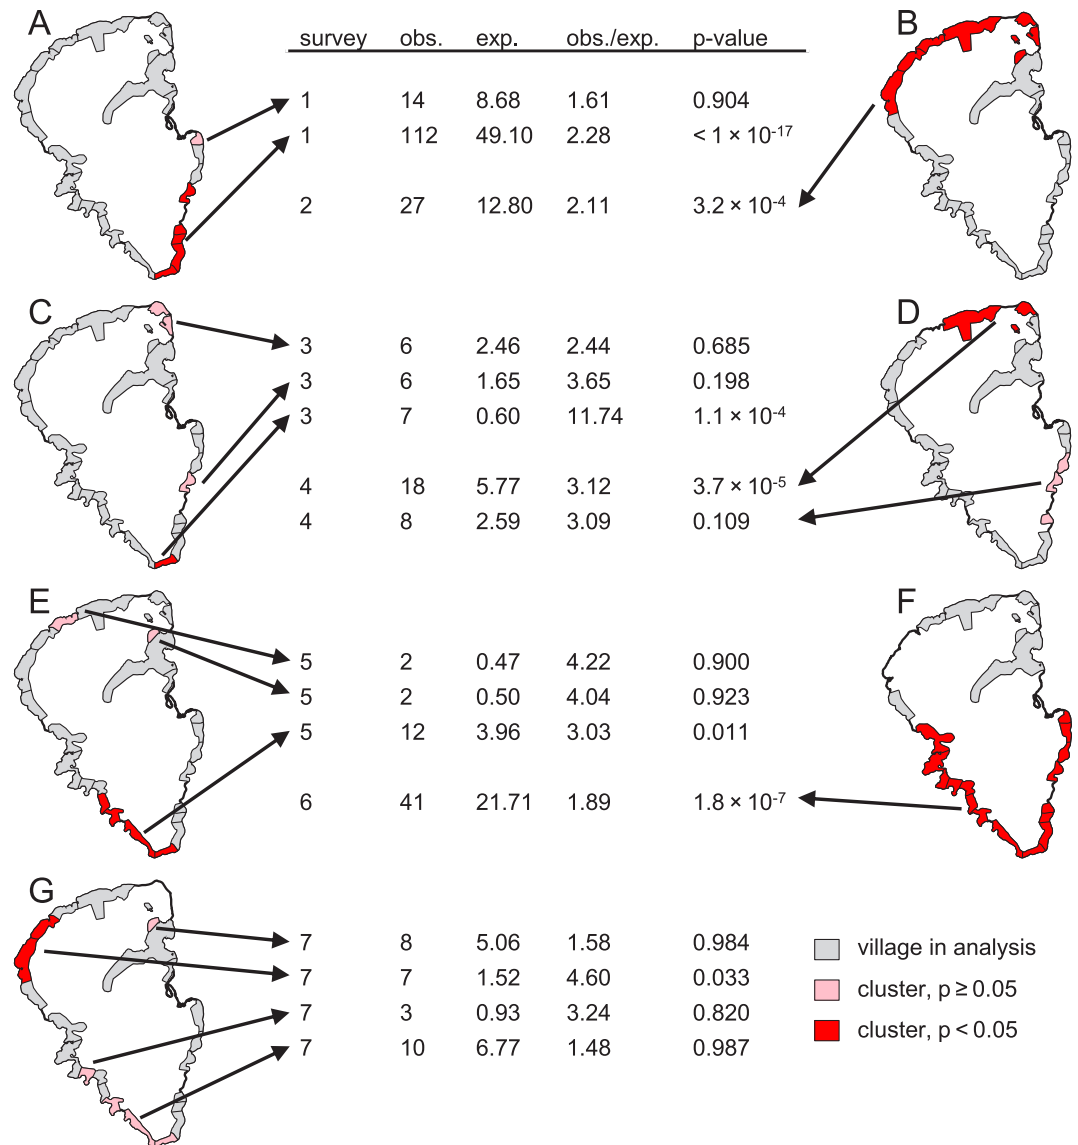 A
B
survey obs. exp. obs./exp. p-value
1 14 8.68 1.61 0.904
1 112 49.10 2.28 < 1 × 10⁻¹⁷
2 27 12.80 2.11 3.2 × 10⁻⁴
C
D
3 6 2.46 2.44 0.685
3 6 1.65 3.65 0.198
3 7 0.60 11.74 1.1 × 10⁻⁴
4 18 5.77 3.12 3.7 × 10⁻⁵
4 8 2.59 3.09 0.109
E
F
5 2 0.47 4.22 0.900
5 2 0.50 4.04 0.923
5 12 3.96 3.03 0.011
6 41 21.71 1.89 1.8 × 10⁻⁷
G
7 8 5.06 1.58 0.984
7 7 1.52 4.60 0.033
7 3 0.93 3.24 0.820
7 10 6.77 1.48 0.987
village in analysis
cluster, p ≥ 0.05
cluster, p < 0.05